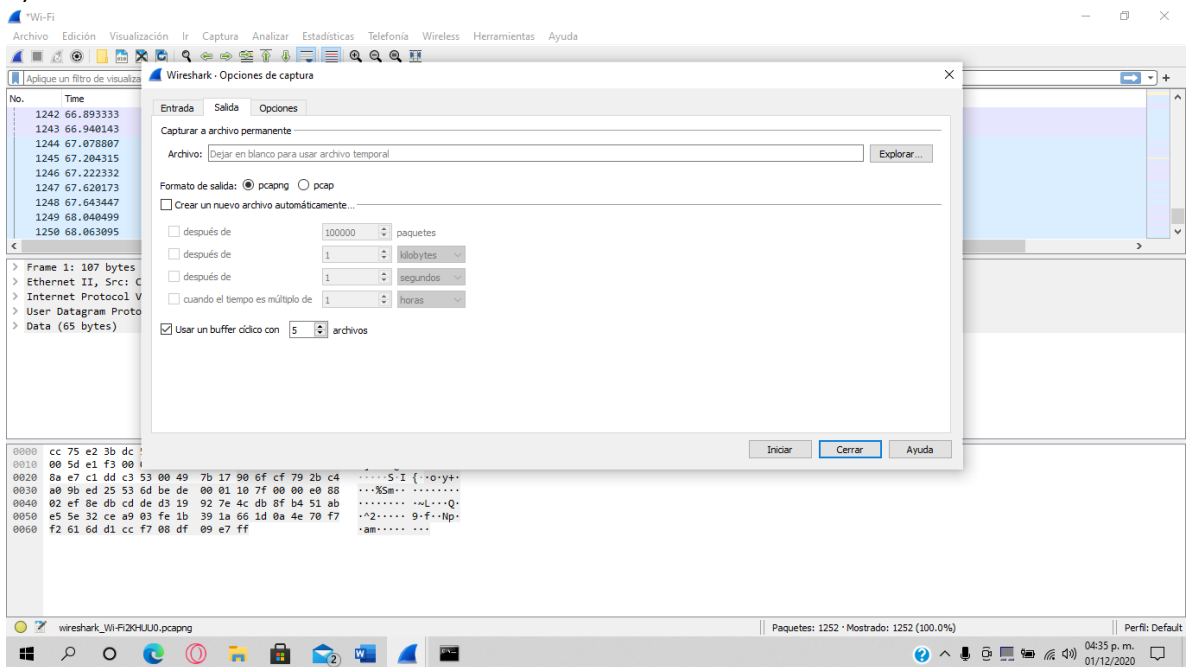 *Wi-Fi
Archivo Edición Visualización Ir Captura Analizar Estadísticas Telefonía Wireless Herramientas Ayuda
Aplique un filtro de visualiza
Wireshark · Opciones de captura
No. Time
1242 66.893333
1243 66.940143
1244 67.078807
1245 67.204315
1246 67.222332
1247 67.620173
1248 67.643447
1249 68.040499
1250 68.063095
Entrada Salida Opciones
Capturar a archivo permanente
Archivo: Dejar en blanco para usar archivo temporal Explorar...
Formato de salida: pcapng pcap
Crear un nuevo archivo automáticamente...
después de 100000 paquetes
después de 1 kilobytes
después de 1 segundos
cuando el tiempo es múltiplo de 1 horas
Usar un buffer cíclico con 5 archivos
Iniciar Cerrar Ayuda
> Frame 1: 107 bytes
> Ethernet II, Src: C
> Internet Protocol V
> User Datagram Proto
> Data (65 bytes)
0000 cc 75 e2 3b dc
0010 00 5d e1 f3 00
0020 8a e7 c1 dd c3 53 00 49 7b 17 90 6f cf 79 2b c4 ·····S·I {··o·y+·
0030 a0 9b ed 25 53 6d be de 00 01 10 7f 00 00 e0 88 ···%Sm·· ········
0040 02 ef 8e db cd de d3 19 92 7e 4c db 8f b4 51 ab ········ ·~L···Q·
0050 e5 5e 32 ce a9 03 fe 1b 39 1a 66 1d 0a 4e 70 f7 ·^2····· 9·f··Np·
0060 f2 61 6d d1 cc f7 08 df 09 e7 ff ·am····· ···
wireshark_Wi-Fi2KHUU0.pcapng Paquetes: 1252 · Mostrado: 1252 (100.0%) Perfil: Default
2
04:35 p. m.
01/12/2020